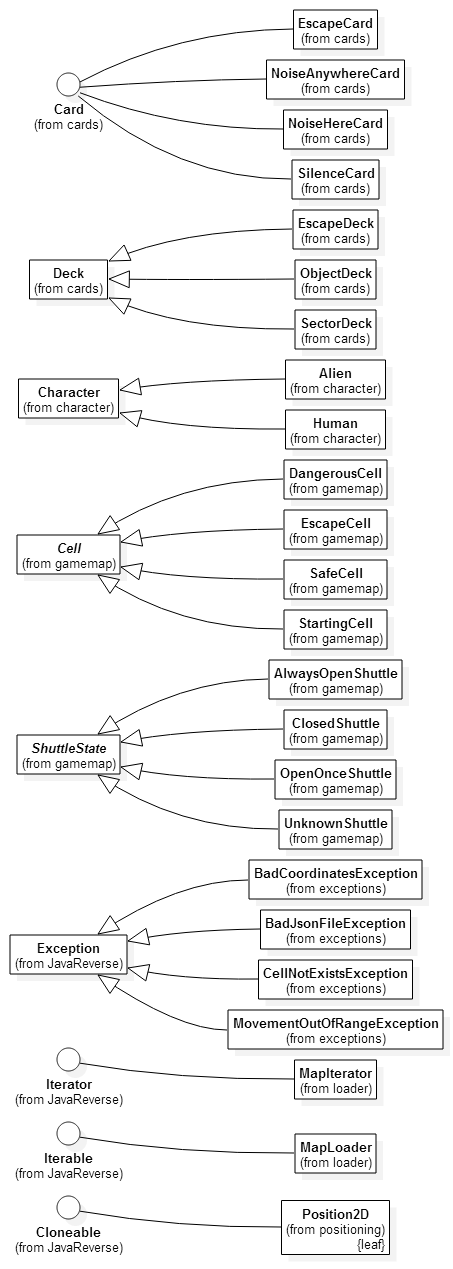 EscapeCard
(from cards)
NoiseAnywhereCard
(from cards)
Card
(from cards)
NoiseHereCard
(from cards)
SilenceCard
(from cards)
EscapeDeck
(from cards)
Deck
(from cards)
ObjectDeck
(from cards)
SectorDeck
(from cards)
Alien
(from character)
Character
(from character)
Human
(from character)
DangerousCell
(from gamemap)
EscapeCell
(from gamemap)
Cell
(from gamemap)
SafeCell
(from gamemap)
StartingCell
(from gamemap)
AlwaysOpenShuttle
(from gamemap)
ClosedShuttle
(from gamemap)
ShuttleState
(from gamemap)
OpenOnceShuttle
(from gamemap)
UnknownShuttle
(from gamemap)
BadCoordinatesException
(from exceptions)
BadJsonFileException
(from exceptions)
Exception
(from JavaReverse)
CellNotExistsException
(from exceptions)
MovementOutOfRangeException
(from exceptions)
Iterator
(from JavaReverse)
MapIterator
(from loader)
Iterable
(from JavaReverse)
MapLoader
(from loader)
Cloneable
(from JavaReverse)
Position2D
(from positioning)
{leaf}